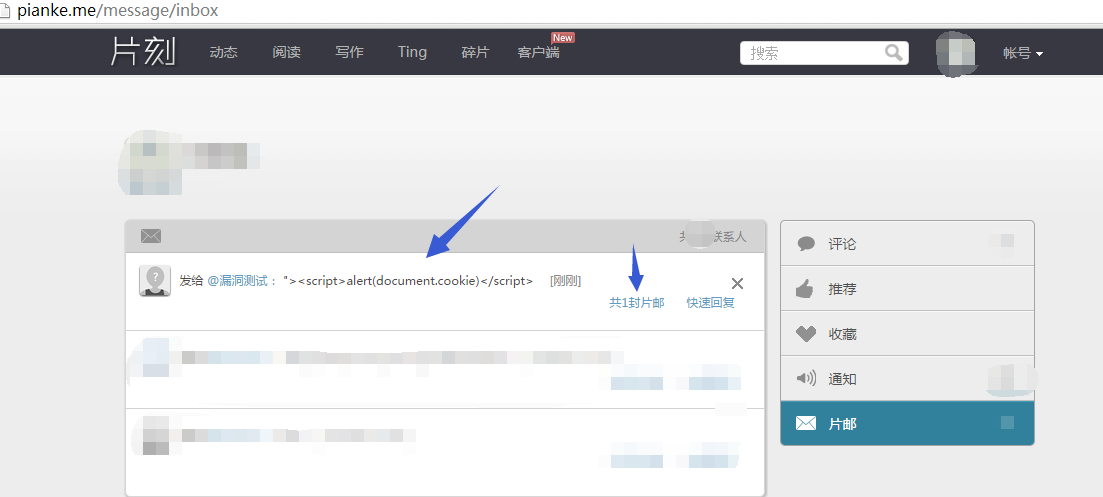 pianke.me/message/inbox
New
片刻 动态 阅读 写作 Ting 碎片 客户端 搜索 帐号
共 联系人
发给 @漏洞测试： "><script>alert(document.cookie)</script> [刚刚]
共1封片邮 快速回复
评论
推荐
收藏
通知
片邮